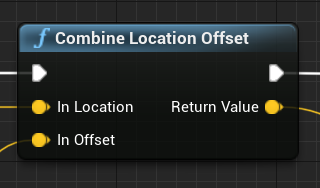 f Combine Location Offset
In Location Return Value
In Offset